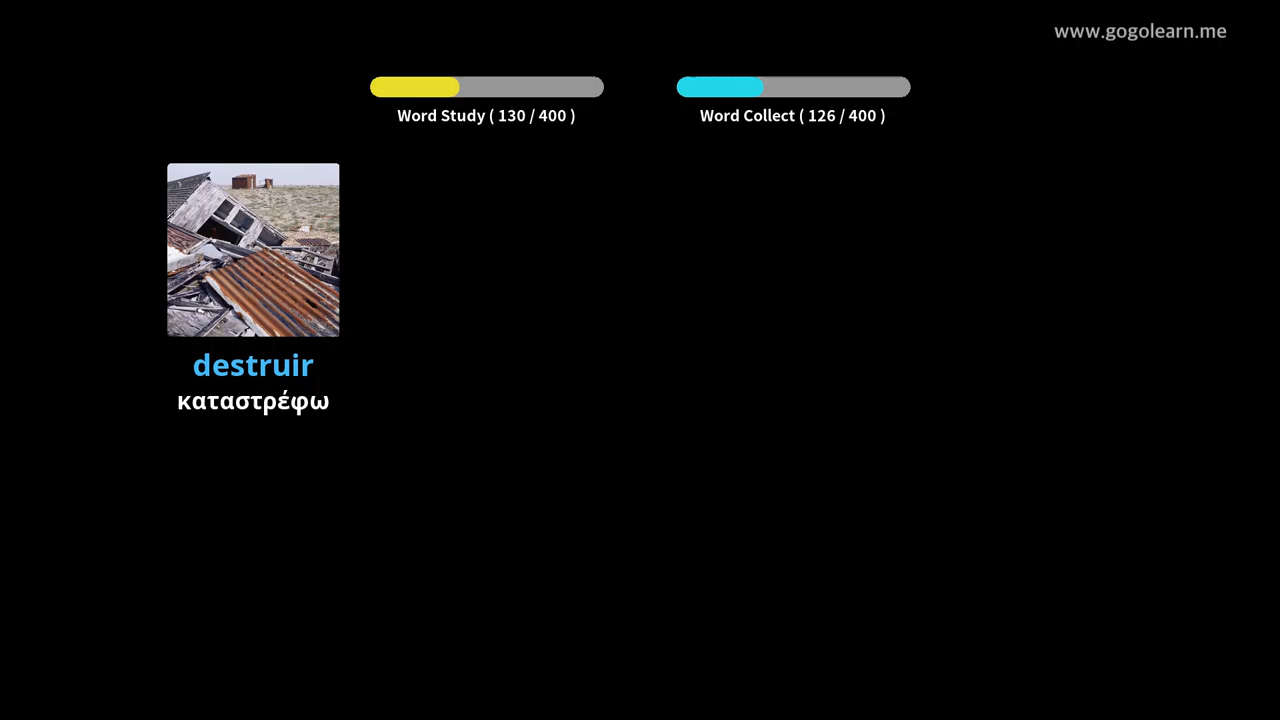 www.gogolearn.me
Word Study ( 130 / 400 )
Word Collect ( 126 / 400 )
destruir
καταστρέφω